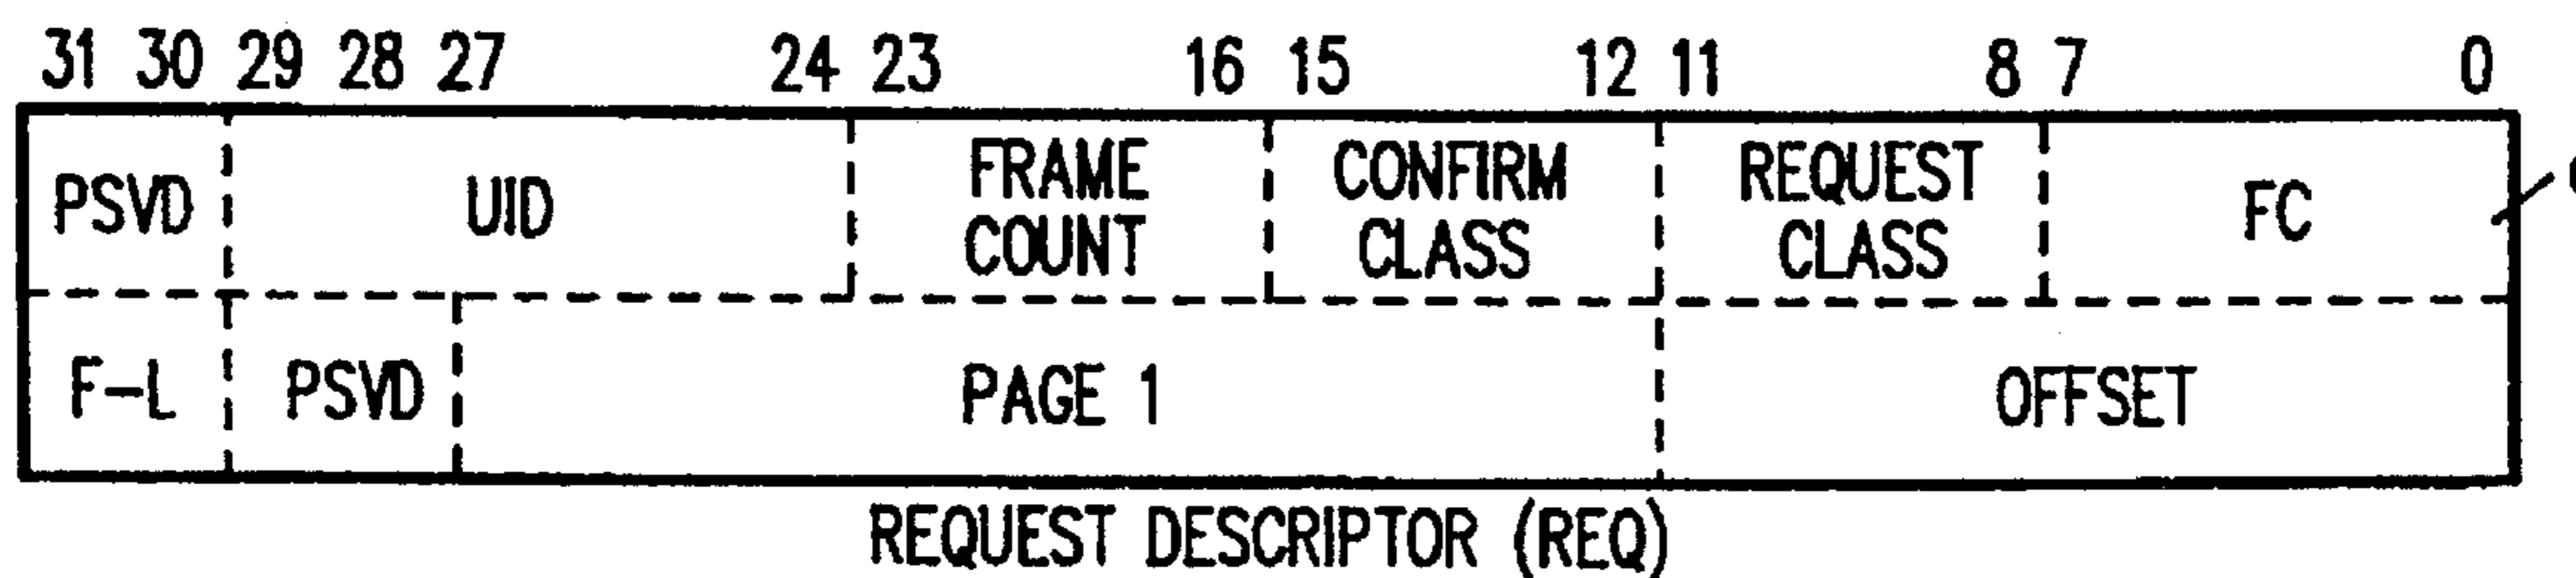 31 30 29 28 27 24 23 16 15 12 11 8 7 0
PSVD UID FRAME COUNT CONFIRM CLASS REQUEST CLASS FC
F-L PSVD PAGE 1 OFFSET
REQUEST DESCRIPTOR (REQ)